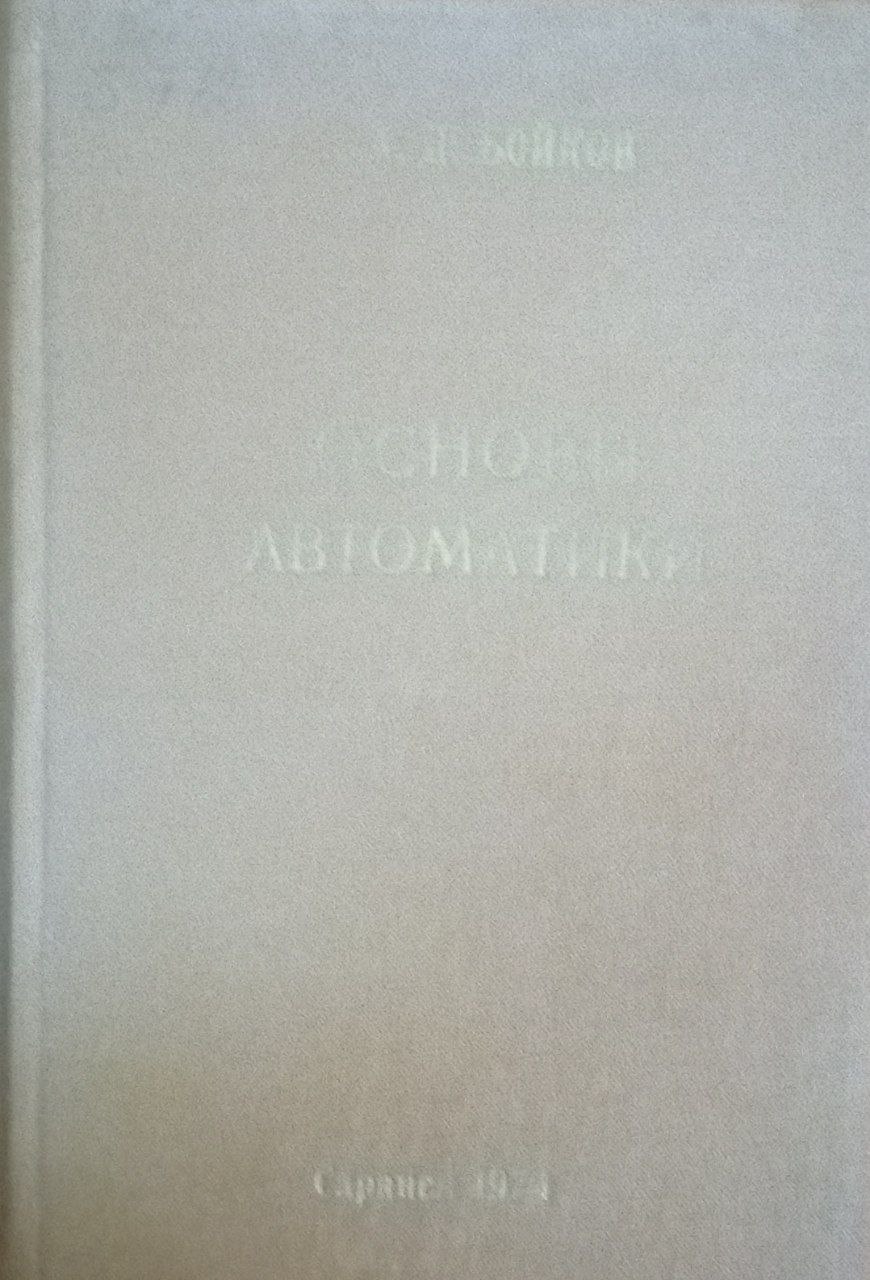 Д. БОЙКОВ
ОСНОВЫ
АВТОМАТИКИ
Саранск 1974